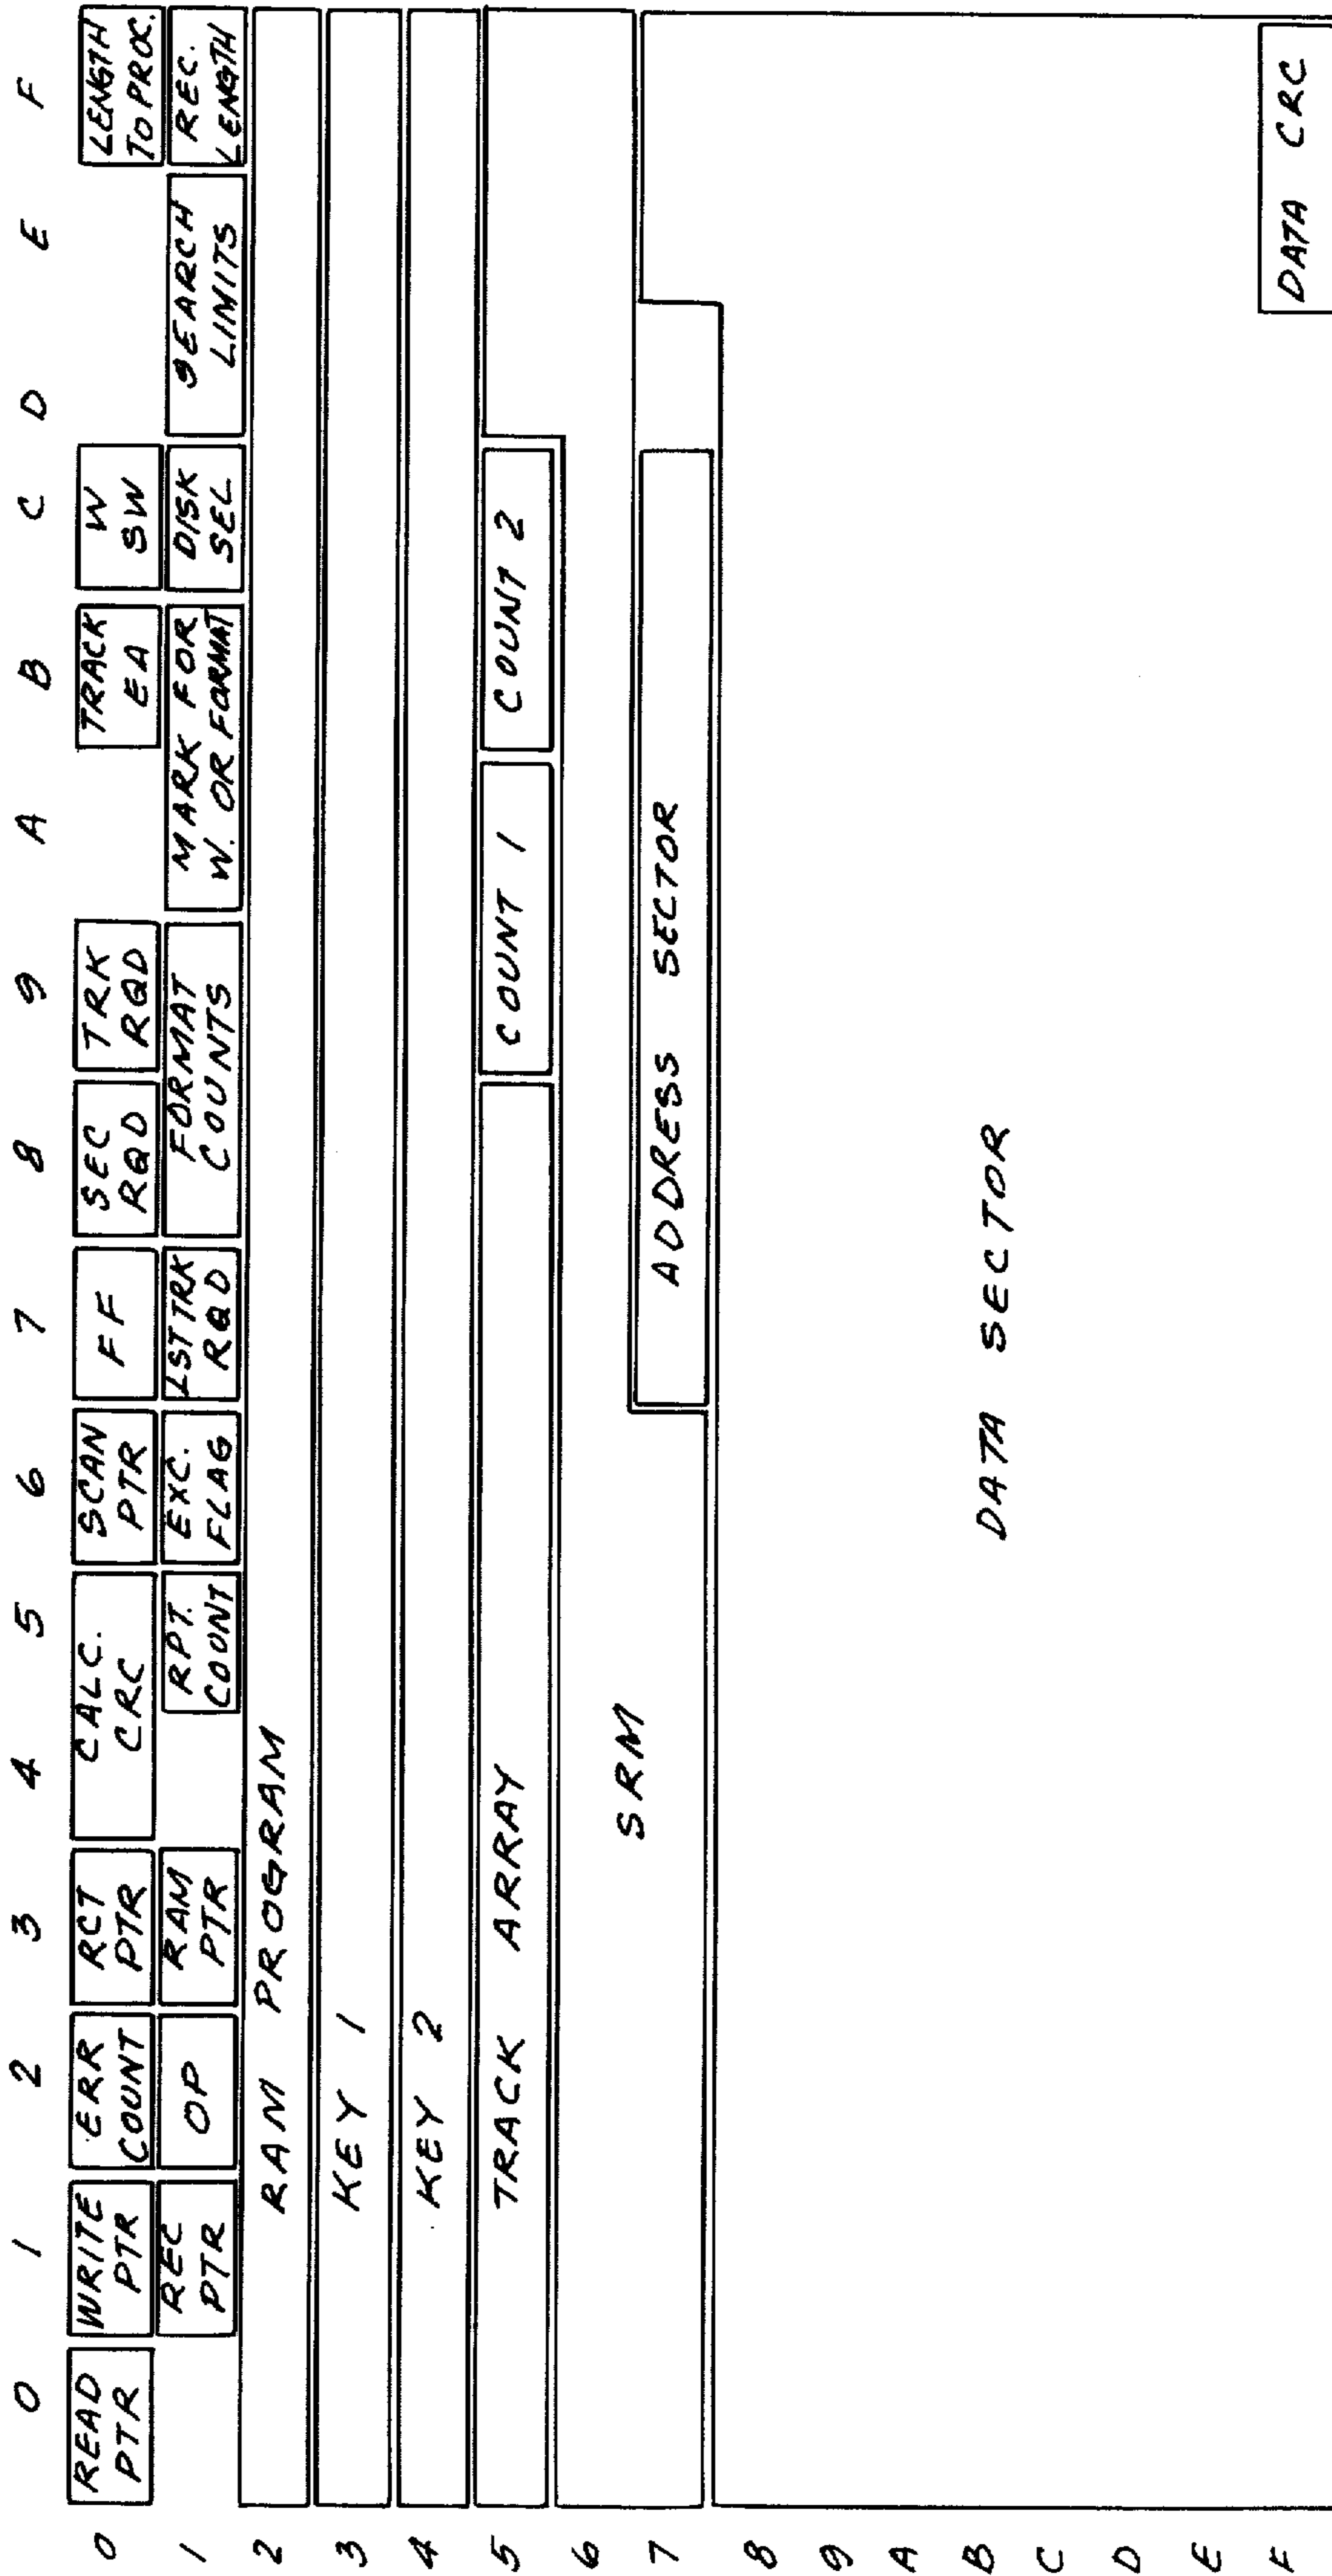 0 1 2 3 4 5 6 7 8 9 A B C D E F
0
READ
PTR
WRITE
PTR
ERR
COUNT
RCT
PTR
CALC.
CRC
SCAN
PTR
FF
SEC
RQD
TRK
RQD
TRACK
EA
W
SW
LENGTH
TO PROC.
1
REC
PTR
OP
RAM
PTR
RPT.
COUNT
EXC.
FLAG
LST TRK
RQD
FORMAT
COUNTS
MARK FOR
W. OR FORMAT
DISK
SEL
SEARCH
LIMITS
REC.
LENGTH
2 RAM PROGRAM
3 KEY 1
4 KEY 2
5 TRACK ARRAY COUNT 1 COUNT 2
6
SRM
7 ADDRESS SECTOR
8
9
A
B DATA SECTOR
C
D
E
F DATA CRC